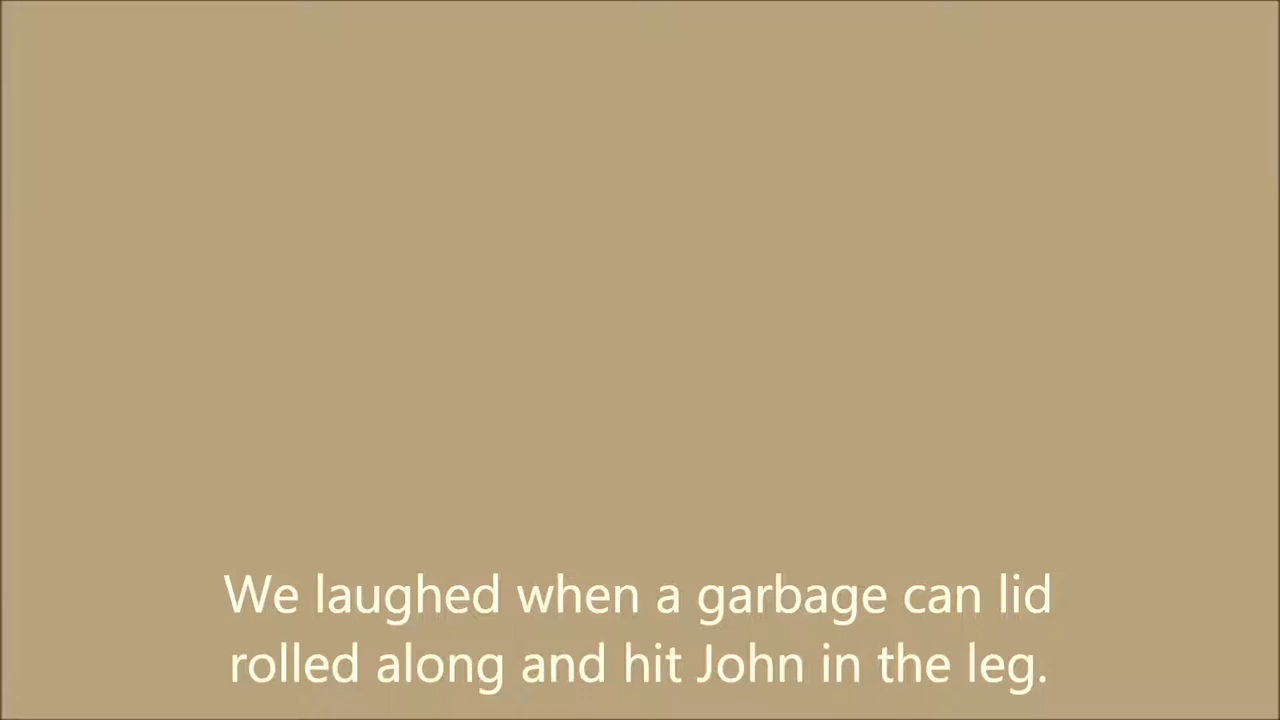 We laughed when a garbage can lid
rolled along and hit John in the leg.